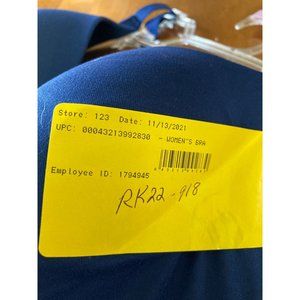 Store: 123 Date: 11/13/2021
UPC: 00043213992830 - WOMEN'S BRA
Employee ID: 1794945
RK22-918